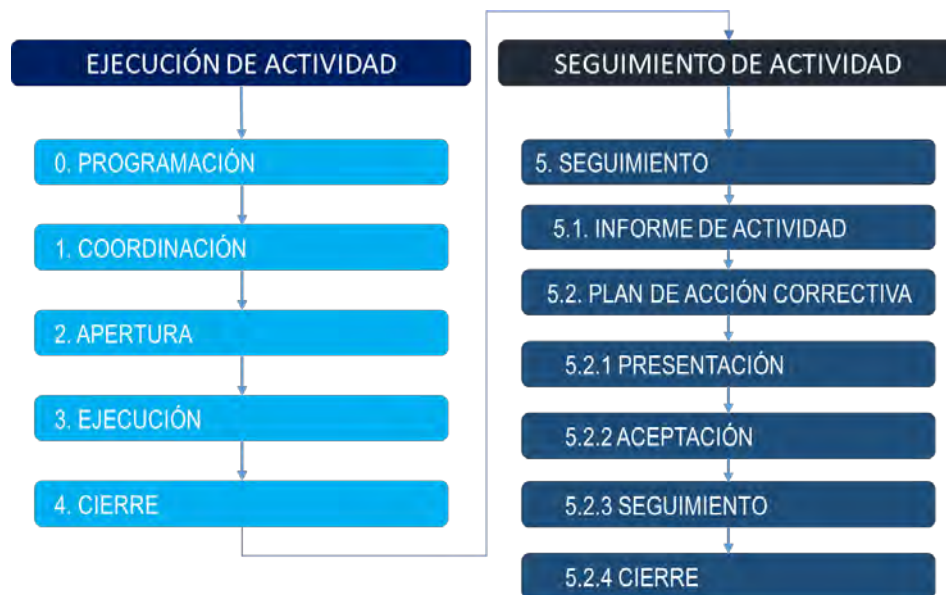 EJECUCIÓN DE ACTIVIDAD
0. PROGRAMACIÓN
1. COORDINACIÓN
2. APERTURA
3. EJECUCIÓN
4. CIERRE
SEGUIMIENTO DE ACTIVIDAD
5. SEGUIMIENTO
5.1. INFORME DE ACTIVIDAD
5.2. PLAN DE ACCIÓN CORRECTIVA
5.2.1 PRESENTACIÓN
5.2.2 ACEPTACIÓN
5.2.3 SEGUIMIENTO
5.2.4 CIERRE